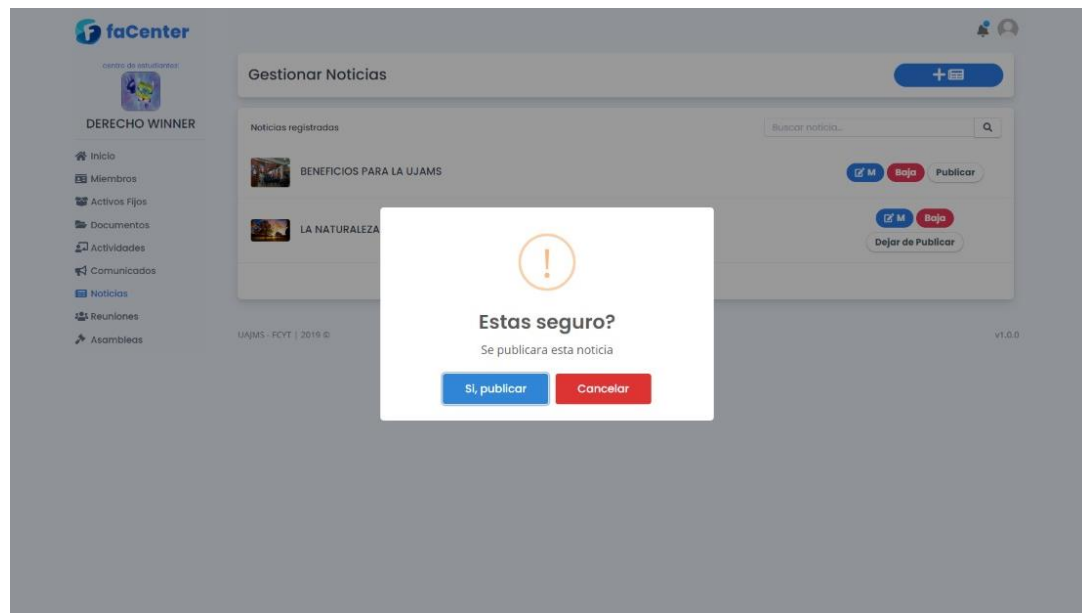 faCenter
centro de estudiantes:
DERECHO WINNER
Inicio
Miembros
Activos Fijos
Documentos
Actividades
Comunicados
Noticias
Reuniones
Asambleas
Gestionar Noticias
Noticias registradas
Buscar noticia...
BENEFICIOS PARA LA UJAMS
M Baja Publicar
LA NATURALEZA
M Baja
Dejar de Publicar
Estas seguro?
Se publicara esta noticia
Si, publicar Cancelar
UAJMS - FCYT | 2019 ©
v1.0.0